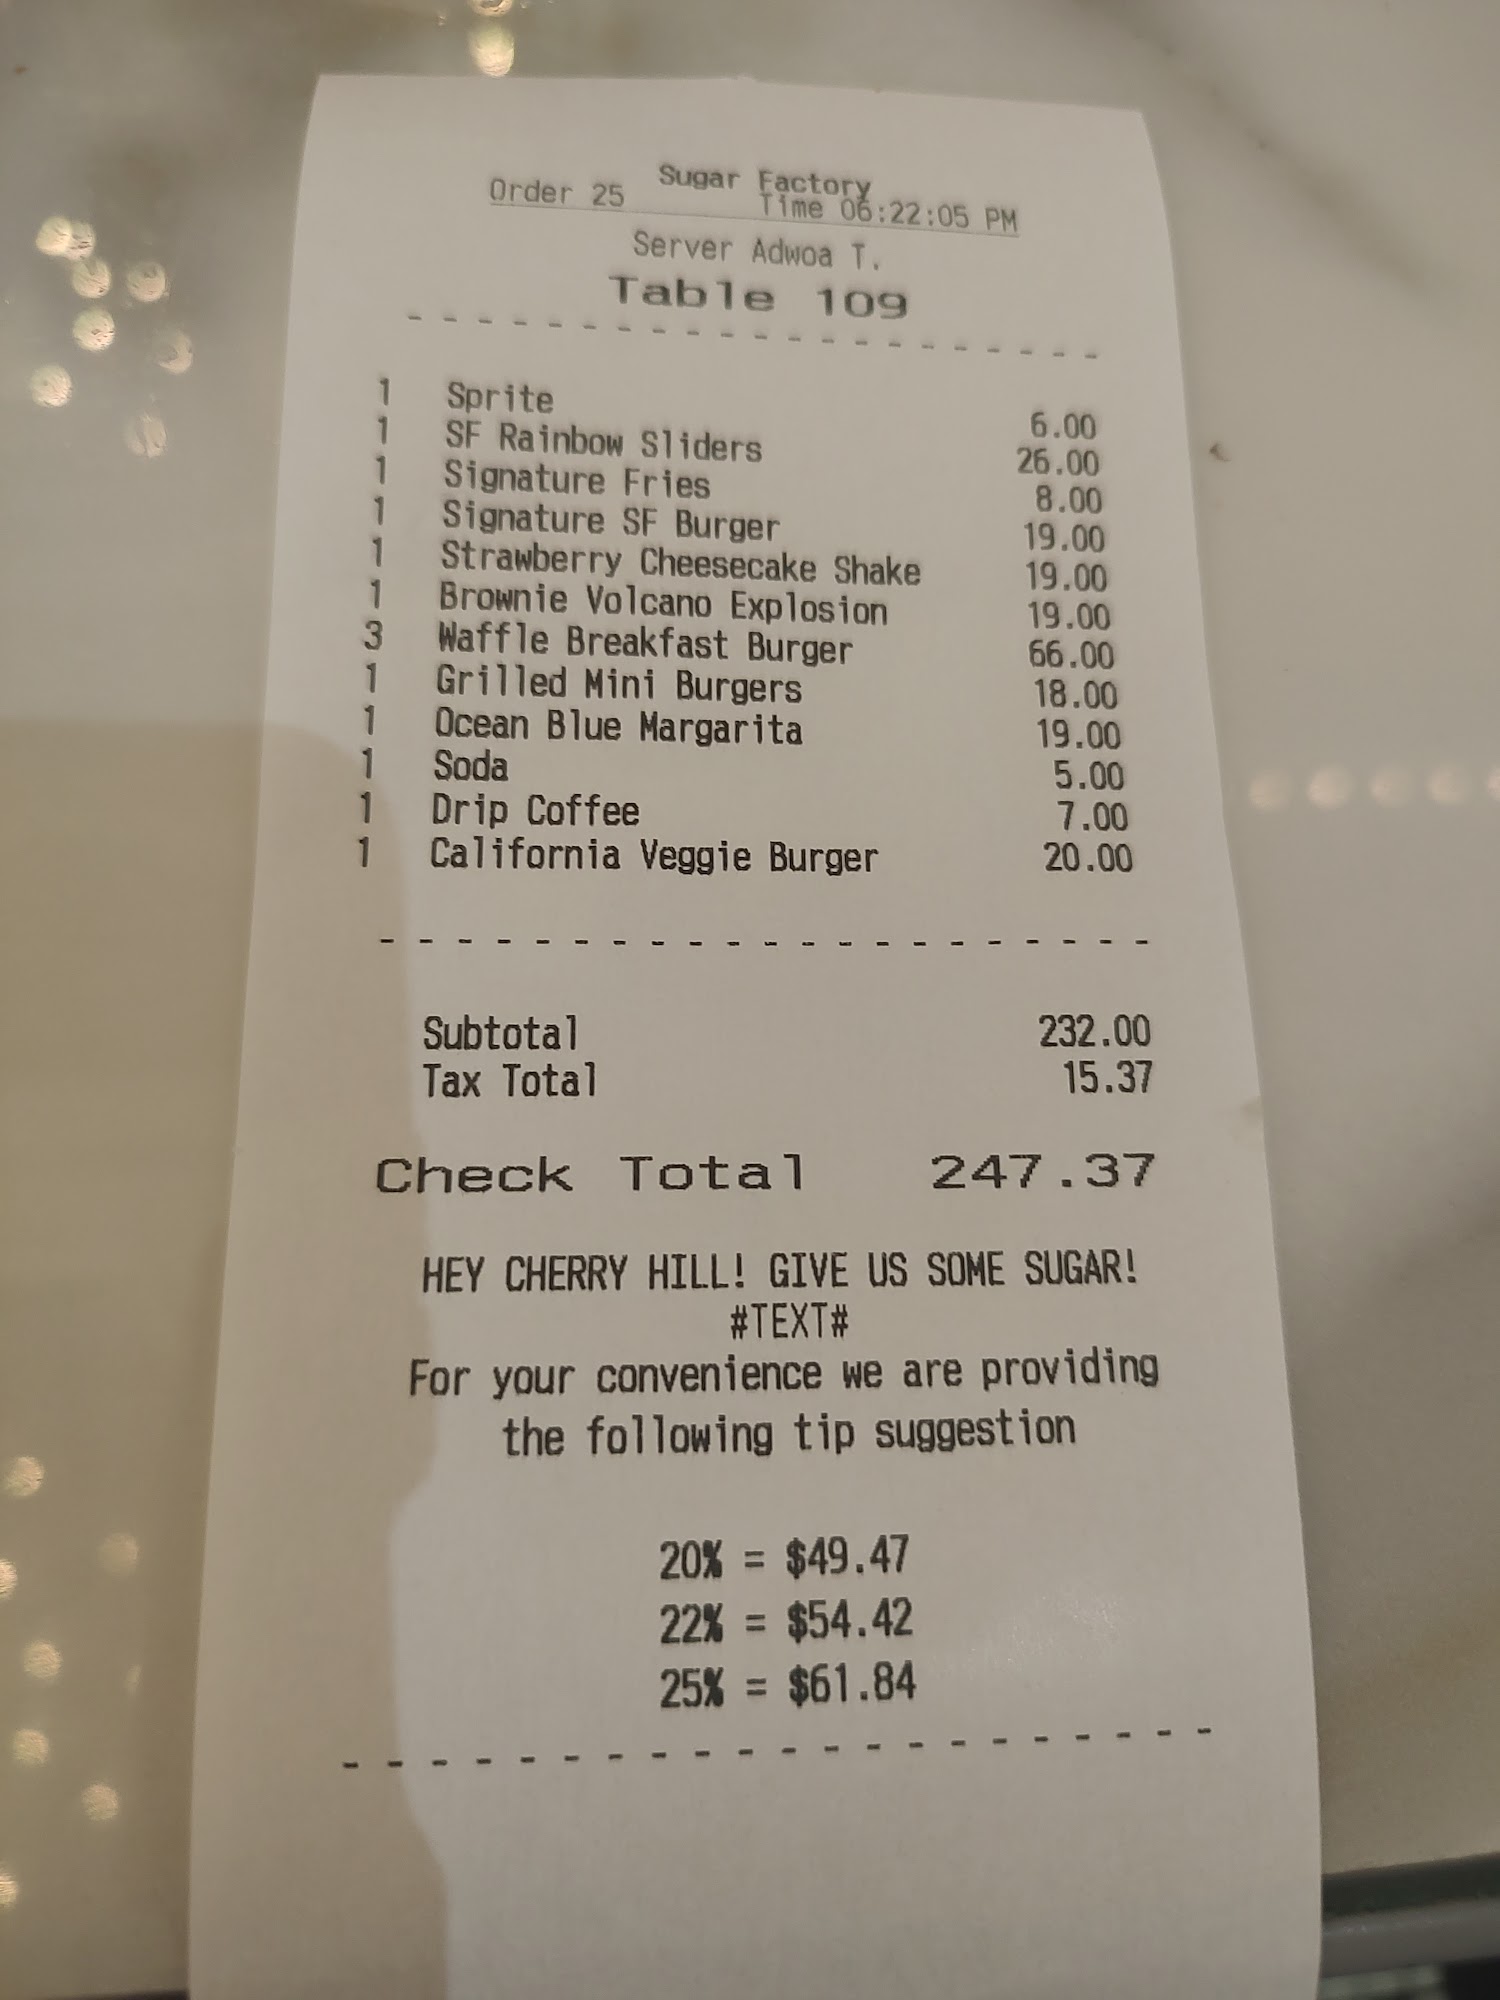 Sugar Factory
Order 25 Time 06:22:05 PM
Server Adwoa T.
Table 109
1 Sprite 6.00
1 SF Rainbow Sliders 26.00
1 Signature Fries 8.00
1 Signature SF Burger 19.00
1 Strawberry Cheesecake Shake 19.00
1 Brownie Volcano Explosion 19.00
3 Waffle Breakfast Burger 66.00
1 Grilled Mini Burgers 18.00
1 Ocean Blue Margarita 19.00
1 Soda 5.00
1 Drip Coffee 7.00
1 California Veggie Burger 20.00
Subtotal 232.00
Tax Total 15.37
Check Total 247.37
HEY CHERRY HILL! GIVE US SOME SUGAR!
#TEXT#
For your convenience we are providing
the following tip suggestion
20% = $49.47
22% = $54.42
25% = $61.84